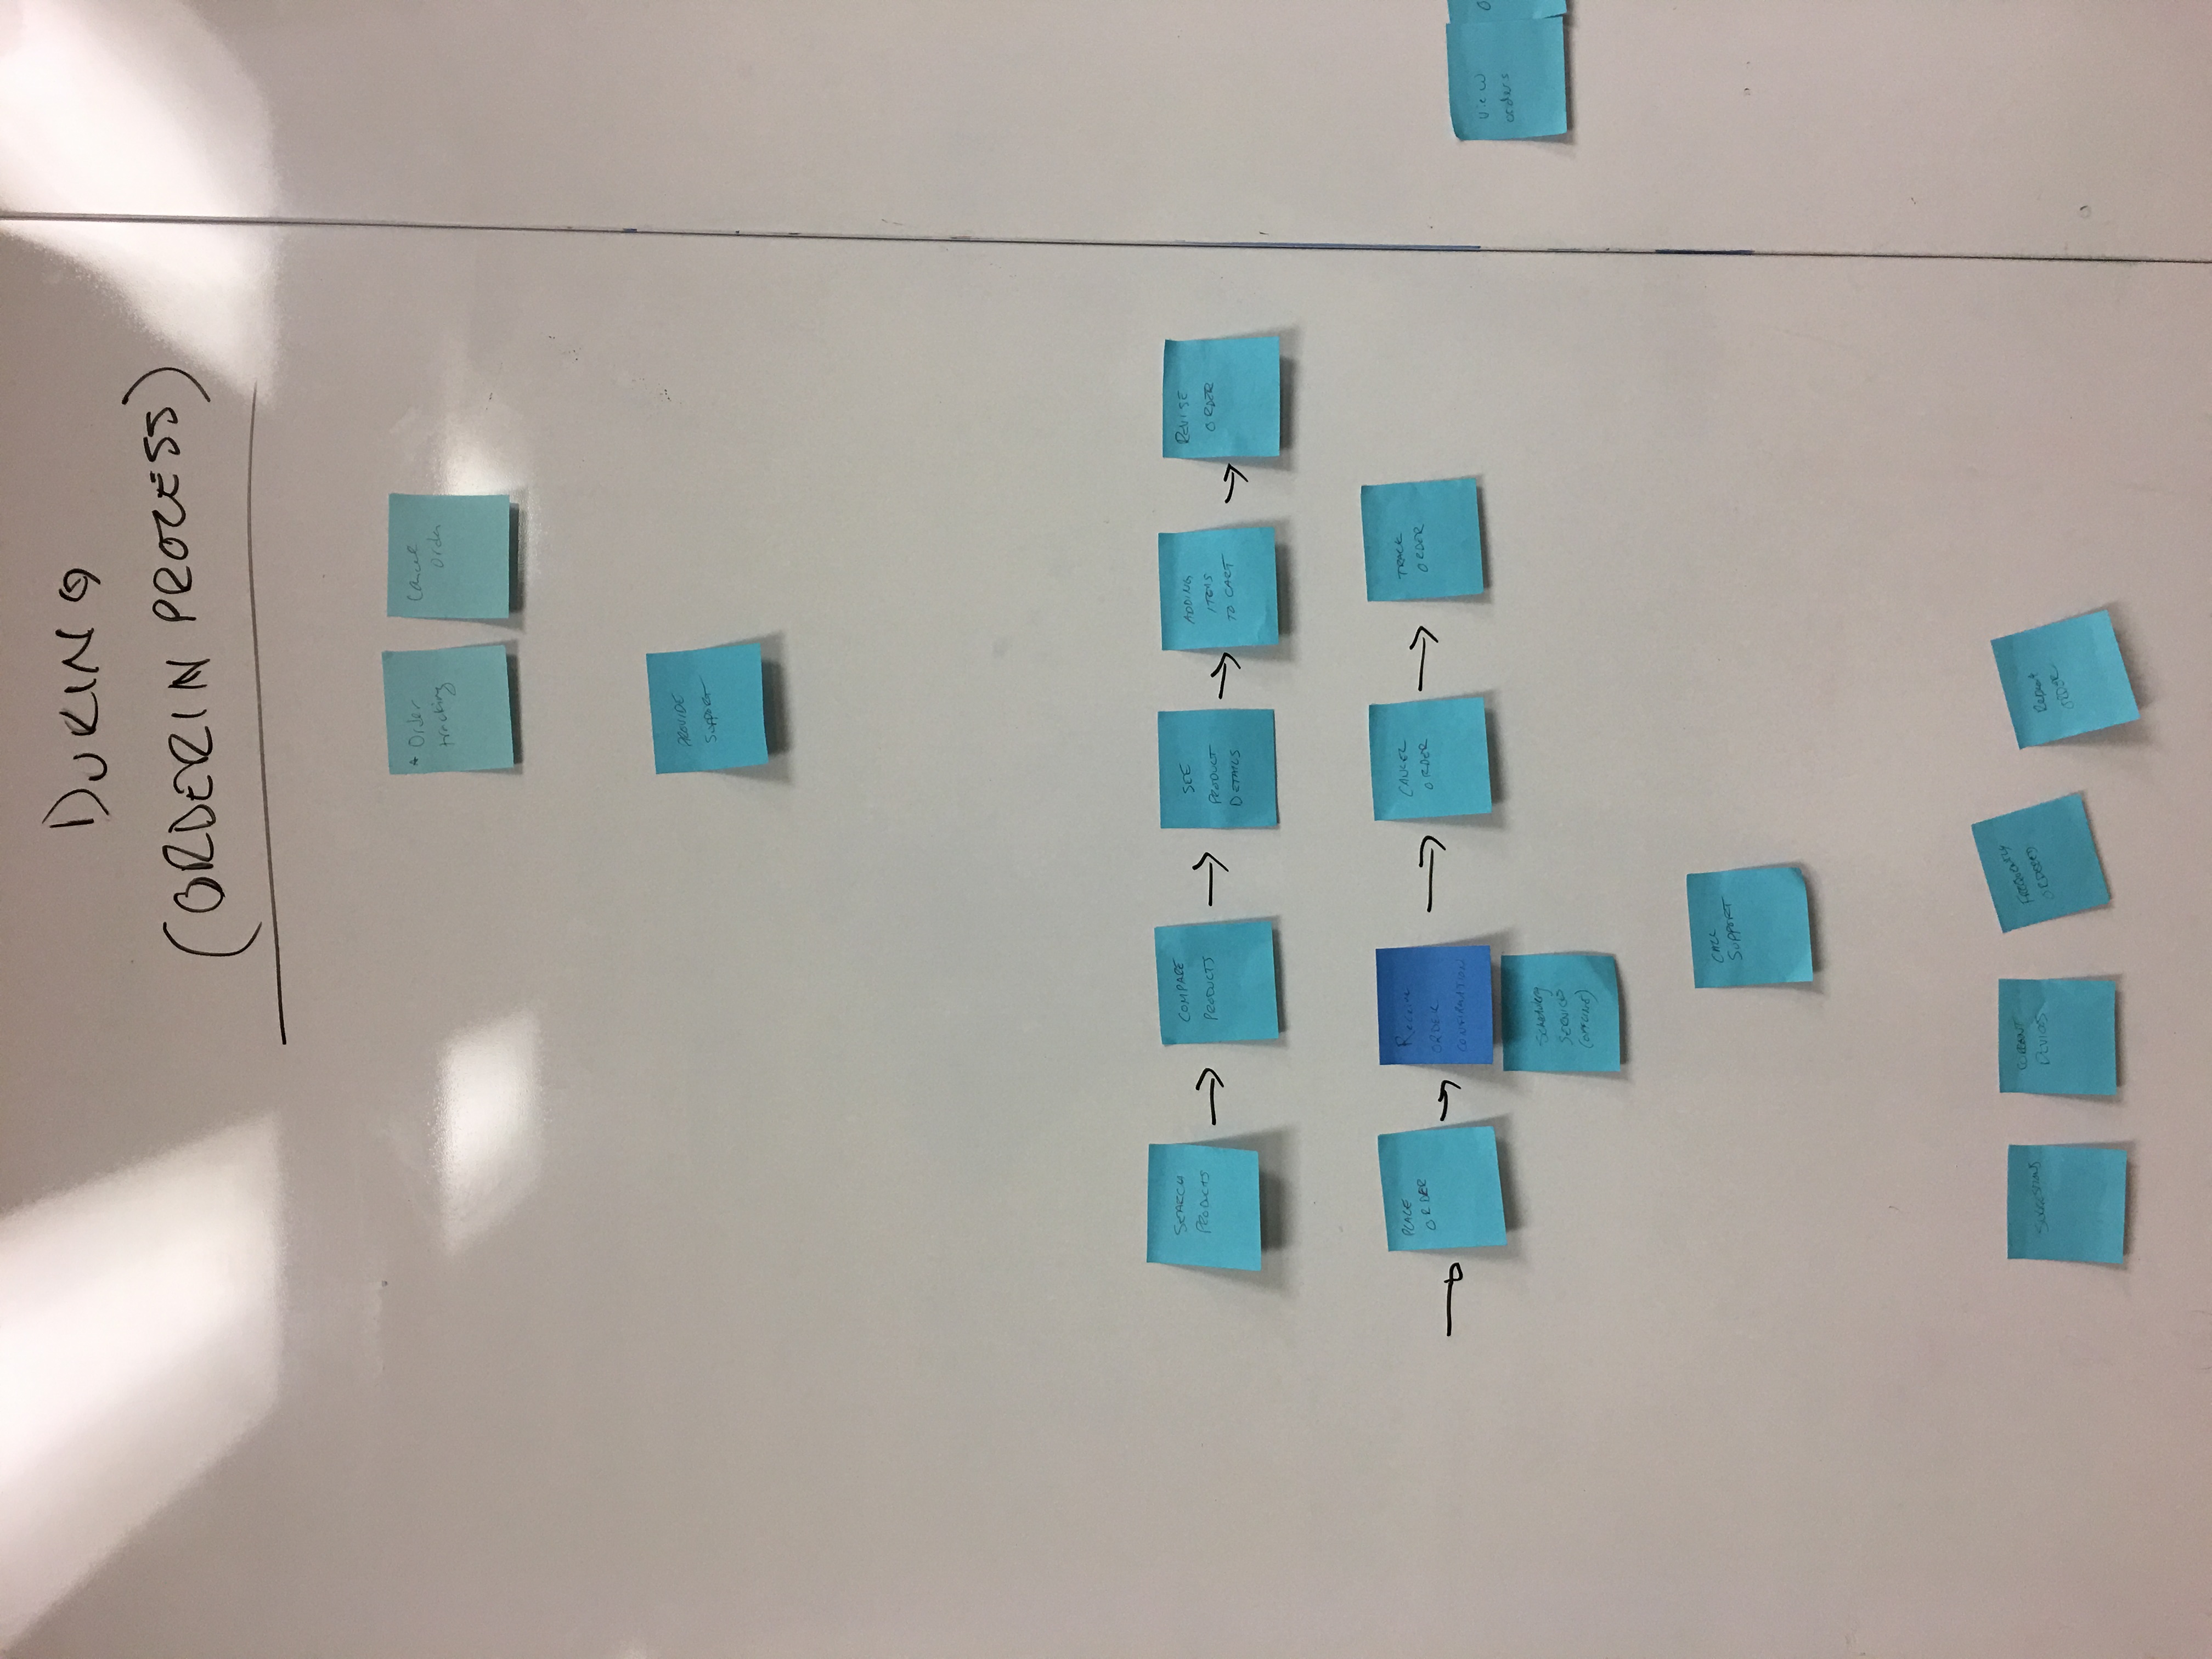 DURING
(ORDERIN PROCESS)
* Order
tracking
Cancel
Order
PROVIDE
SUPPORT
SEARCH
PRODUCTS
COMPARE
PRODUCTS
SEE
PRODUCT
DETAILS
ADDING
ITEMS
TO CART
REVISE
ORDER
PLACE
ORDER
Receive
ORDER
CONFIRMATION
CANCEL
ORDER
TRACK
ORDER
View
orders
Scheduling
SERVICES
(OFFLINE)
CALL
SUPPORT
SUGGESTIONS
CURRENT
DEVICES
FREQUENTLY
ORDERED
Repeat
ORDER